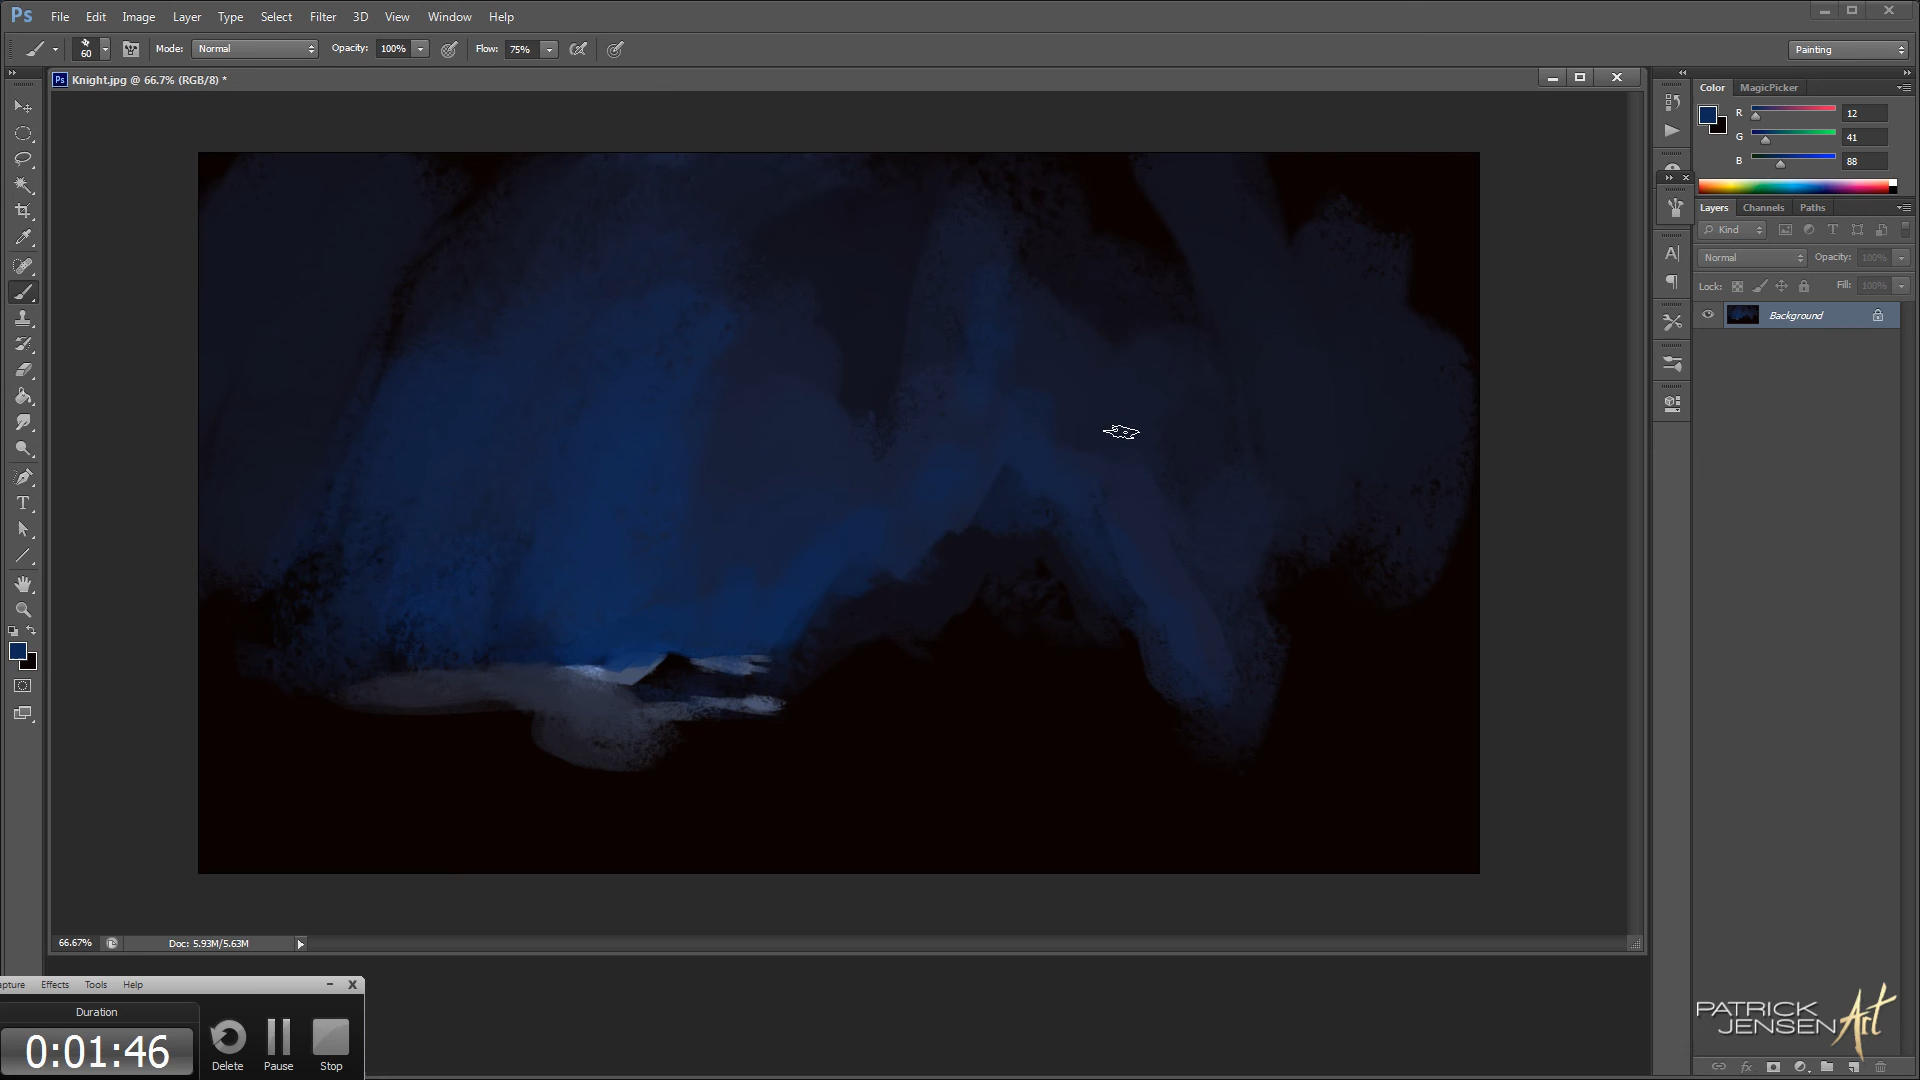 Ps File Edit Image Layer Type Select Filter 3D View Window Help
60 Mode: Normal Opacity: 100% Flow: 75% Painting
Ps Knight.jpg @ 66.7% (RGB/8) *
Color MagicPicker
R 12
G 41
B 88
Layers Channels Paths
Kind
Normal Opacity: 100%
Lock: Fill: 100%
Background
66.67% Doc: 5.93M/5.63M
apture Effects Tools Help
Duration
0:01:46
Delete Pause Stop
PATRICK
JENSEN Art